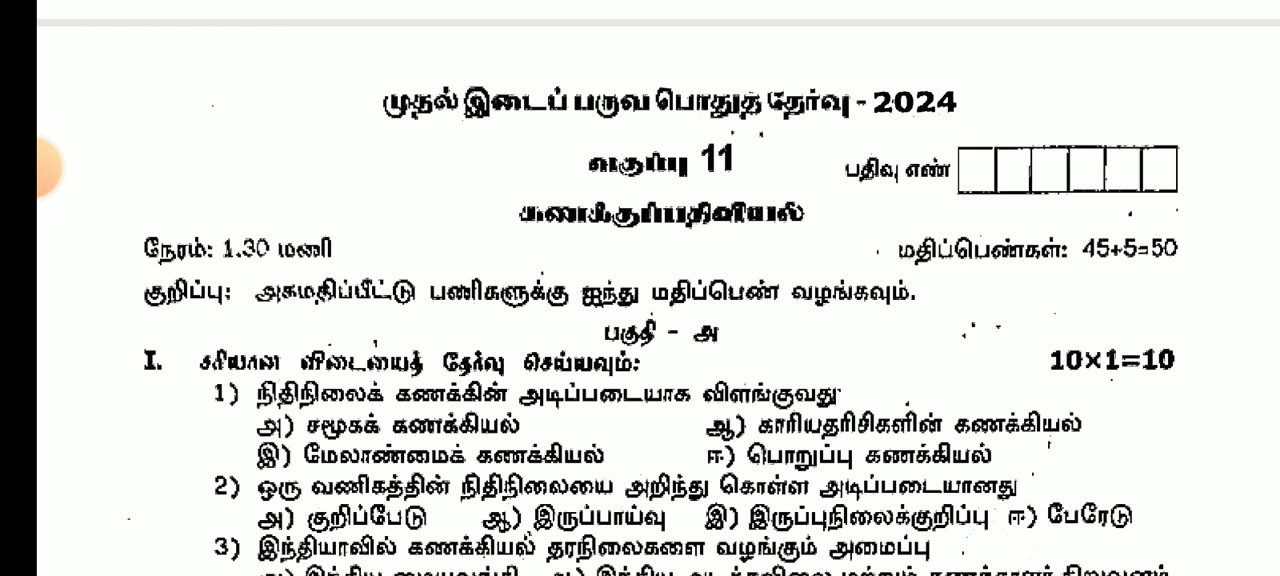 முதல் இடைப் பருவ பொதுத் தேர்வு - 2024
வகுப்பு 11
பதிவு எண்
கணக்குப்பதிவியல்
நேரம்: 1.30 மணி
மதிப்பெண்கள்: 45+5=50
குறிப்பு: அகமதிப்பீட்டு பணிகளுக்கு ஐந்து மதிப்பெண் வழங்கவும்.
பகுதி - அ
I. சரியான விடையைத் தேர்வு செய்யவும்: 10×1=10
1) நிதிநிலைக் கணக்கின் அடிப்படையாக விளங்குவது
அ) சமூகக் கணக்கியல் ஆ) காரியதரிசிகளின் கணக்கியல்
இ) மேலாண்மைக் கணக்கியல் ஈ) பொறுப்பு கணக்கியல்
2) ஒரு வணிகத்தின் நிதிநிலையை அறிந்து கொள்ள அடிப்படையானது
அ) குறிப்பேடு ஆ) இருப்பாய்வு இ) இருப்புநிலைக்குறிப்பு ஈ) பேரேடு
3) இந்தியாவில் கணக்கியல் தரநிலைகளை வழங்கும் அமைப்பு